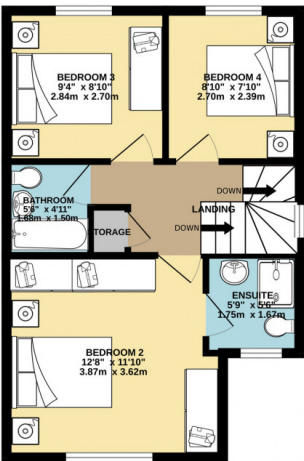 BEDROOM 3
9'4" x 8'10"
2.84m x 2.70m
BEDROOM 4
8'10" x 7'10"
2.70m x 2.39m
DOWN
BATHROOM
5'6" x 4'11"
1.68m x 1.50m
LANDING
DOWN
TORAGE
ENSUITE
5'9" x 5'6"
1.75m x 1.67m
BEDROOM 2
12'8" x 11'10"
3.87m x 3.62m